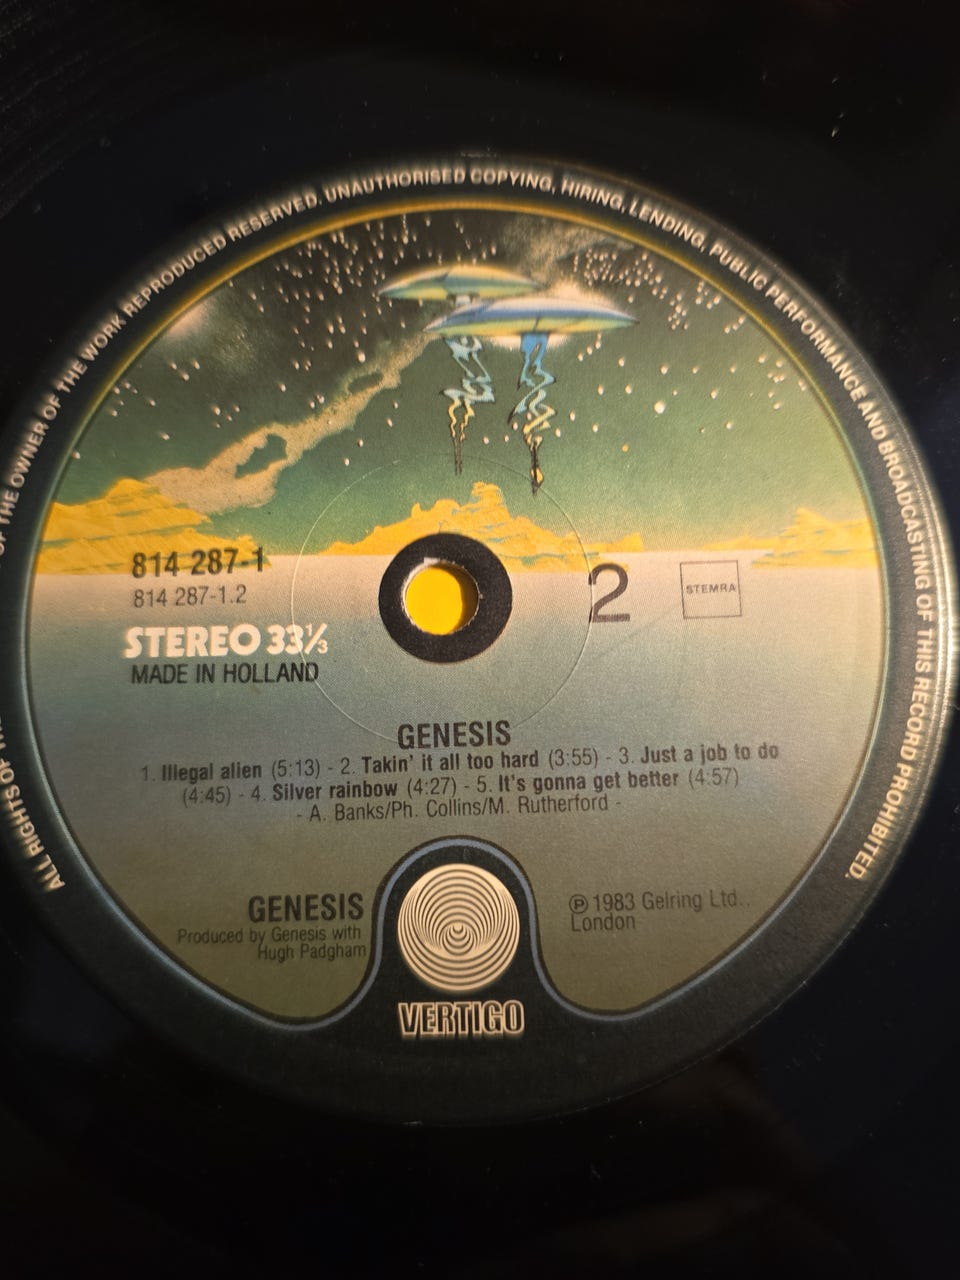 ALL RIGHTS OF THE
OF THE OWNER OF THE WORK REPRODUCED RESERVED. UNAUTHORISED COPYING, HIRING, LENDING, PUBLIC PERFORMANCE AND BROADCASTING OF THIS RECORD PROHIBITED.
814 287-1
814 287-1.2
STEREO 33⅓
MADE IN HOLLAND
2
STEMRA
GENESIS
1. Illegal alien (5:13) - 2. Takin' it all too hard (3:55) - 3. Just a job to do
(4:45) - 4. Silver rainbow (4:27) - 5. It's gonna get better (4:57)
- A. Banks/Ph. Collins/M. Rutherford -
GENESIS
Produced by Genesis with
Hugh Padgham
℗ 1983 Gelring Ltd.,
London
VERTIGO